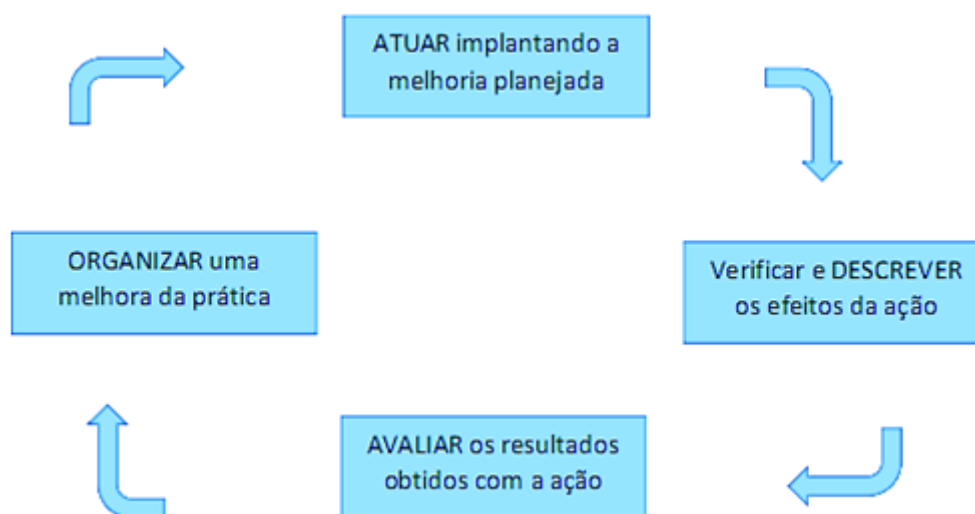 ATUAR implantando a
melhoria planejada
ORGANIZAR uma
melhora da prática
Verificar e DESCREVER
os efeitos da ação
AVALIAR os resultados
obtidos com a ação